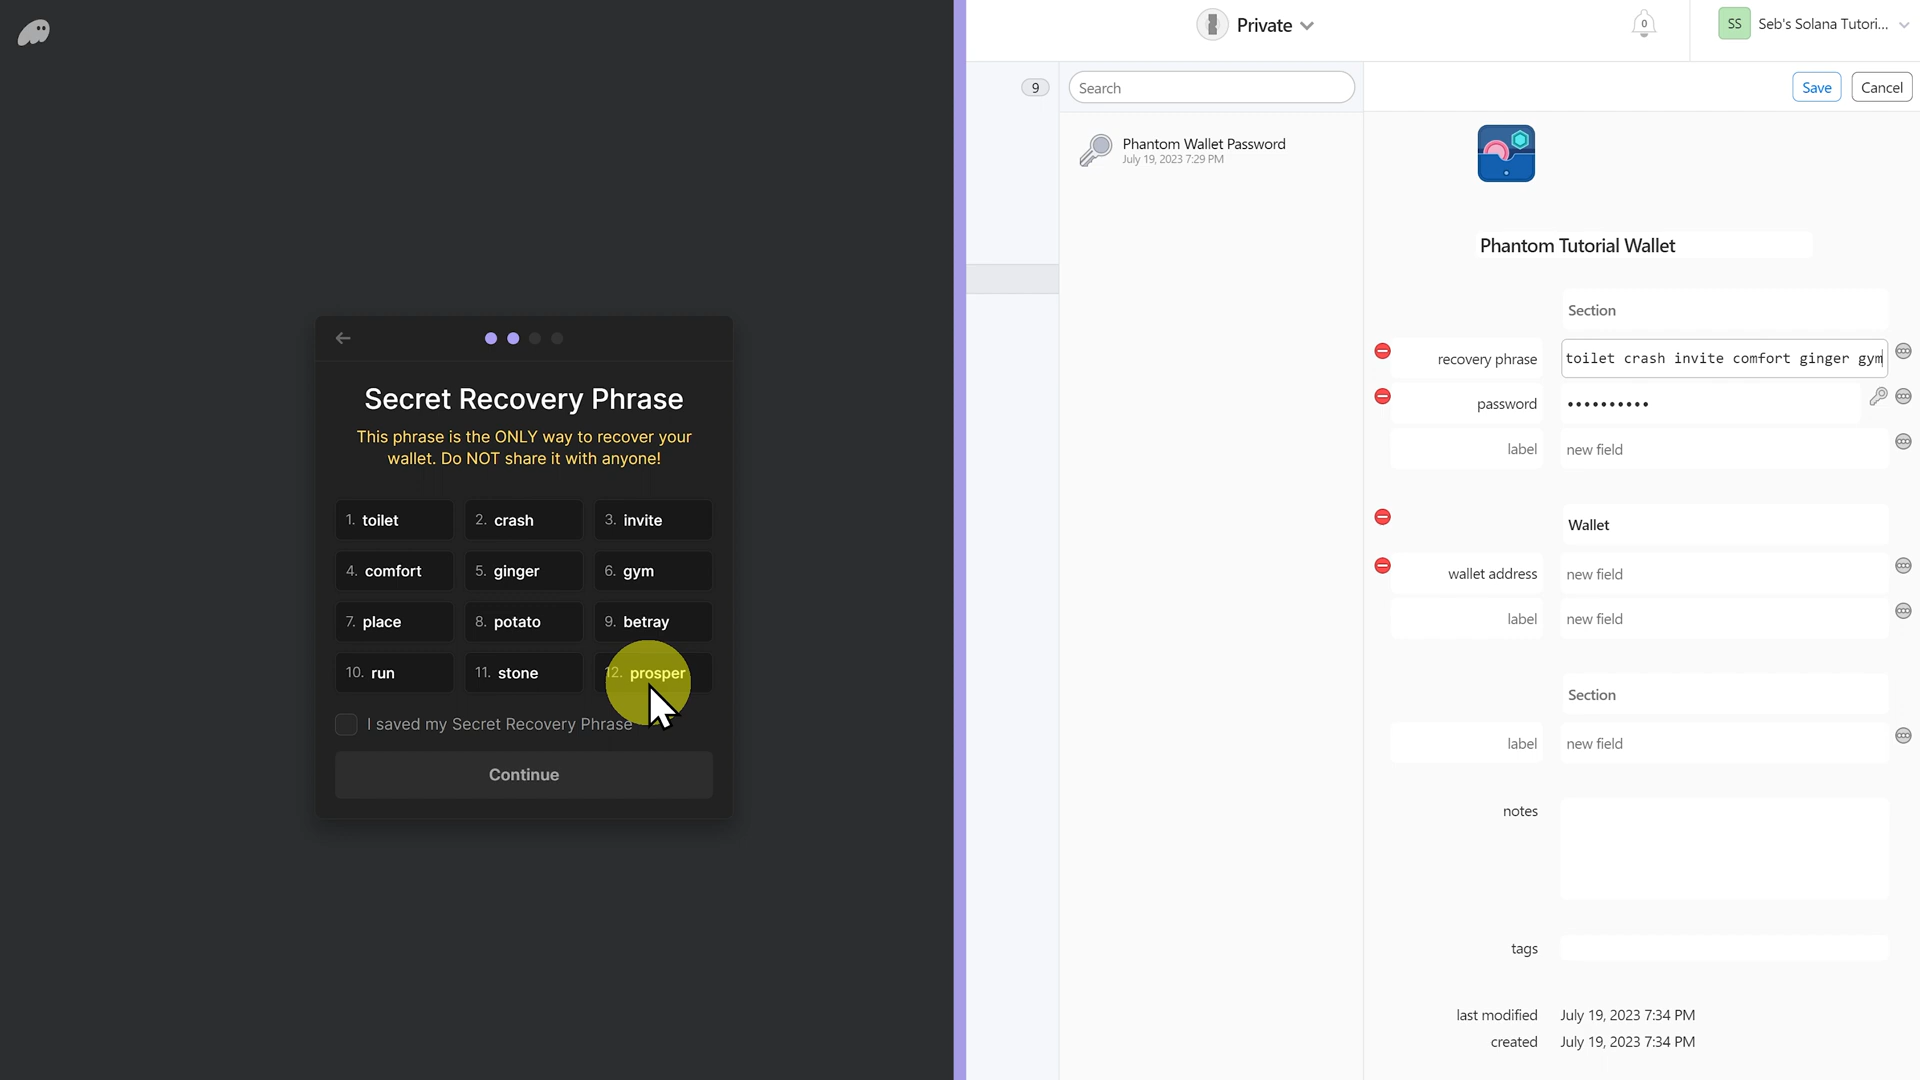 Private
0
SS
Seb's Solana Tutori...
9
Search
Save
Cancel
Phantom Wallet Password
July 19, 2023 7:29 PM
Phantom Tutorial Wallet
Section
recovery phrase
toilet crash invite comfort ginger gym
password
••••••••••
label
new field
Wallet
wallet address
new field
label
new field
Section
label
new field
notes
tags
last modified
July 19, 2023 7:34 PM
created
July 19, 2023 7:34 PM
Secret Recovery Phrase
This phrase is the ONLY way to recover your
wallet. Do NOT share it with anyone!
1. toilet
2. crash
3. invite
4. comfort
5. ginger
6. gym
7. place
8. potato
9. betray
10. run
11. stone
12. prosper
I saved my Secret Recovery Phrase
Continue